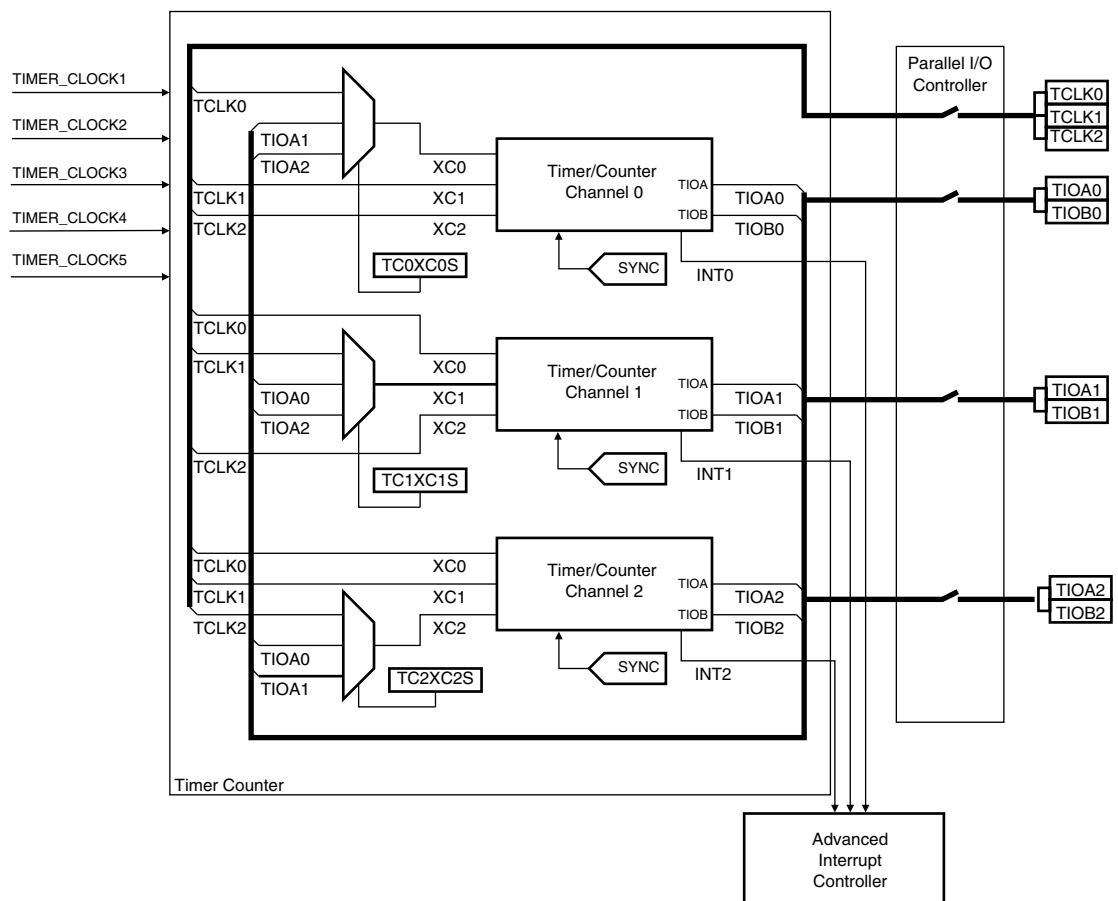 TIMER_CLOCK1
TIMER_CLOCK2
TIMER_CLOCK3
TIMER_CLOCK4
TIMER_CLOCK5
TCLK0
TIOA1
TIOA2
TCLK1
TCLK2
XC0
XC1
XC2
TC0XC0S
Timer/Counter
Channel 0
TIOA
TIOB
TIOA0
TIOB0
SYNC
INT0
TCLK0
TCLK1
TIOA0
TIOA2
TCLK2
XC0
XC1
XC2
TC1XC1S
Timer/Counter
Channel 1
TIOA
TIOB
TIOA1
TIOB1
SYNC
INT1
TCLK0
TCLK1
TCLK2
TIOA0
TIOA1
XC0
XC1
XC2
TC2XC2S
Timer/Counter
Channel 2
TIOA
TIOB
TIOA2
TIOB2
SYNC
INT2
Timer Counter
Parallel I/O
Controller
TCLK0
TCLK1
TCLK2
TIOA0
TIOB0
TIOA1
TIOB1
TIOA2
TIOB2
Advanced
Interrupt
Controller